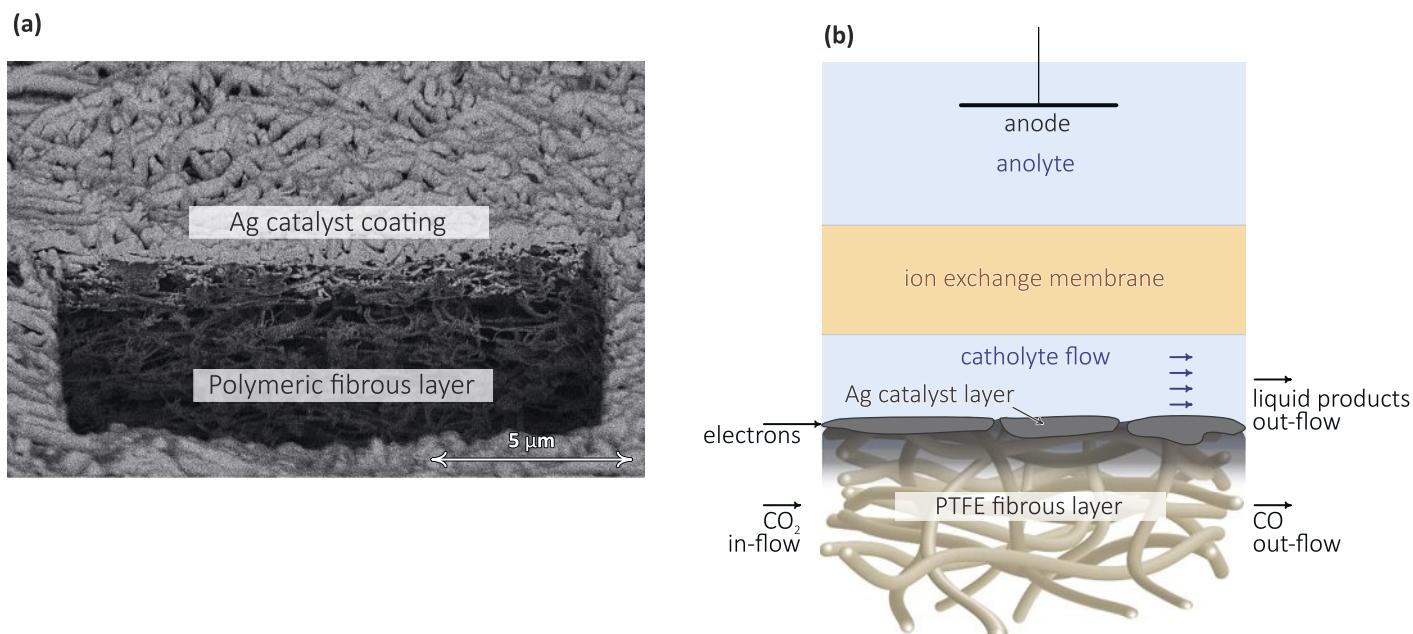 (a)
Ag catalyst coating
Polymeric fibrous layer
5 µm
(b)
anode
anolyte
ion exchange membrane
catholyte flow
Ag catalyst layer
electrons
liquid products
out-flow
PTFE fibrous layer
CO₂
in-flow
CO
out-flow